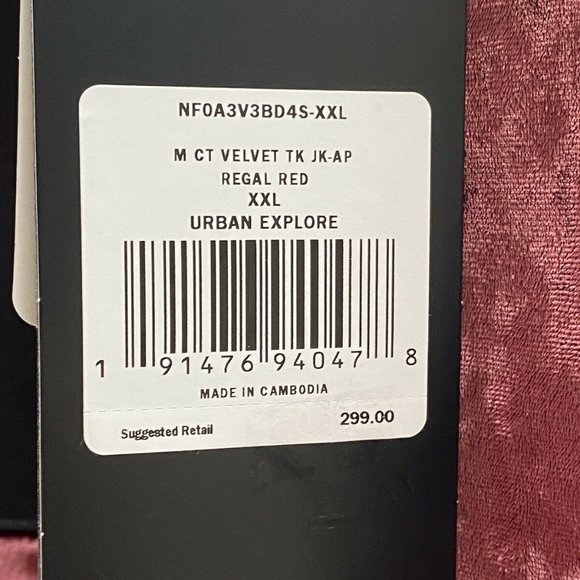 NF0A3V3BD4S-XXL
M CT VELVET TK JK-AP
REGAL RED
XXL
URBAN EXPLORE
1 91476 94047 8
MADE IN CAMBODIA
Suggested Retail 299.00